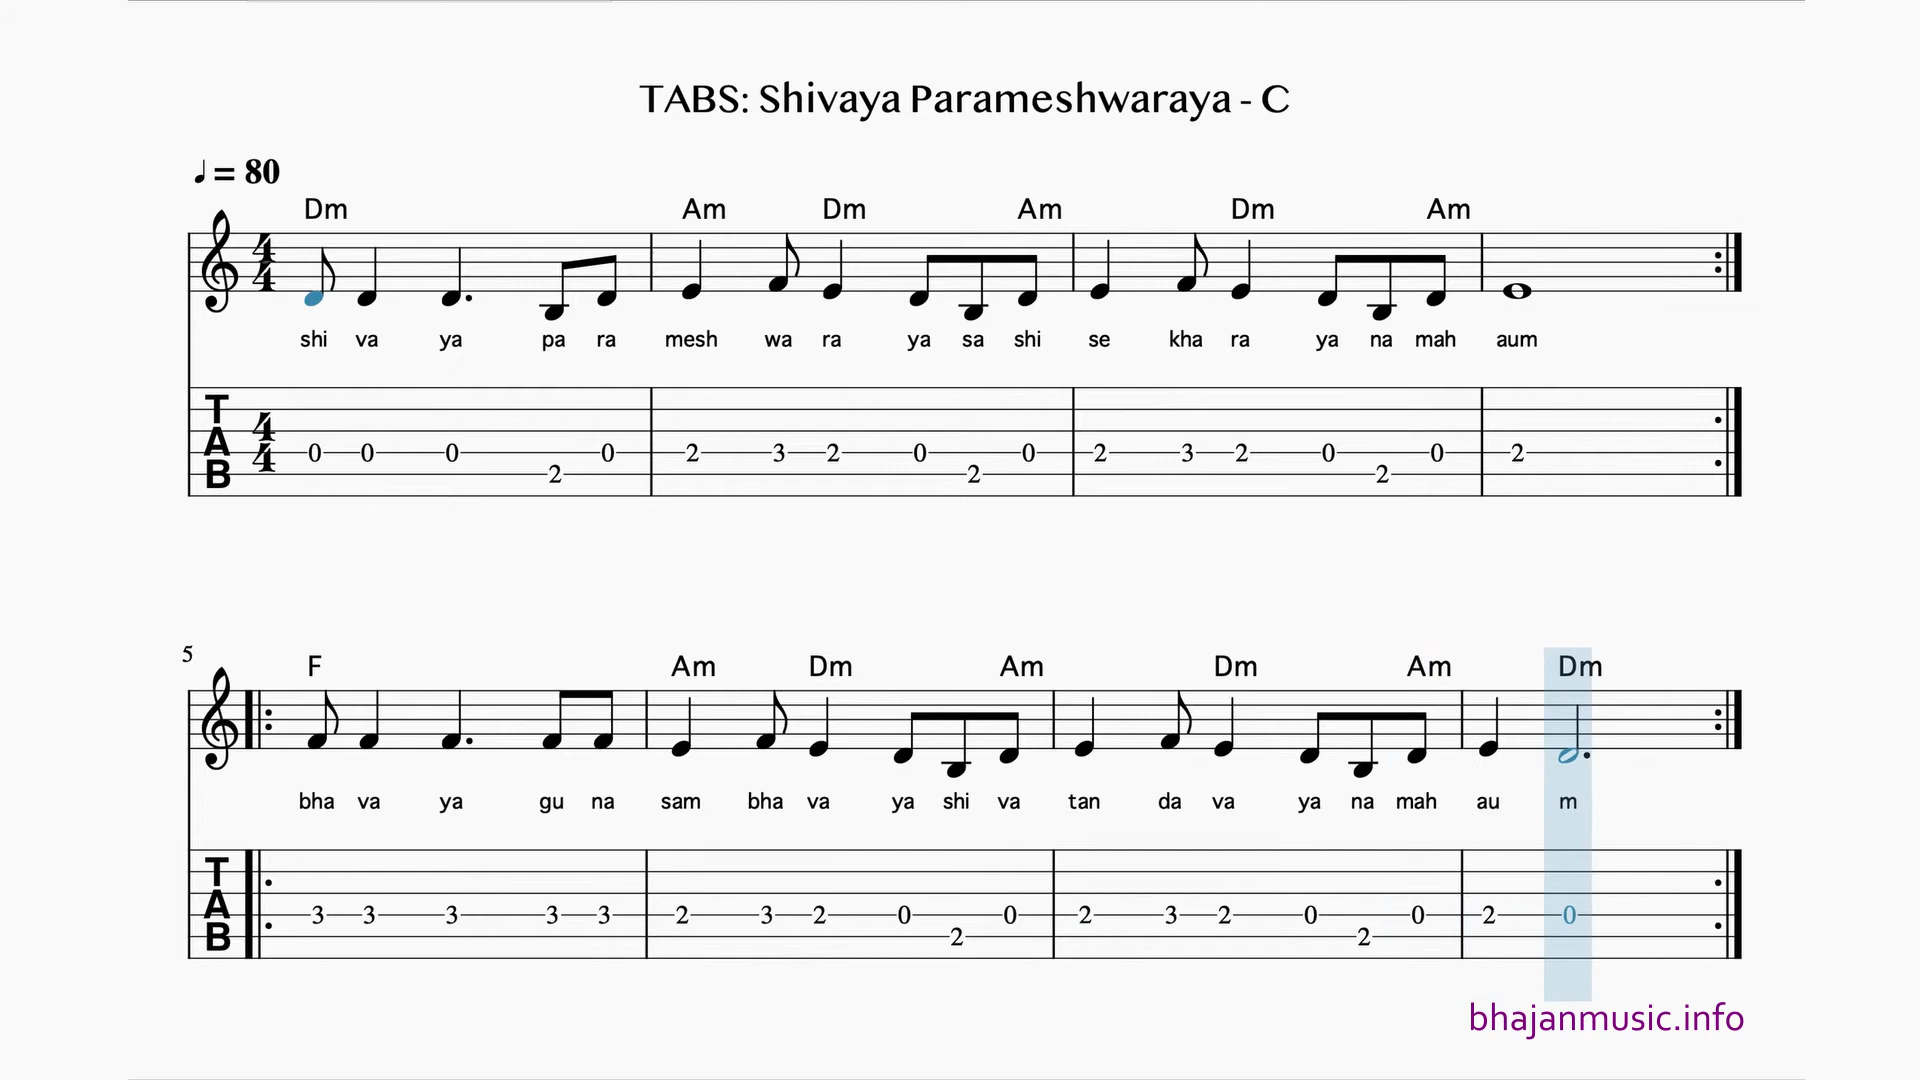 TABS: Shivaya Parameshwaraya - C
♩ = 80
Dm Am Dm Am Dm Am
4 4
shi va ya pa ra mesh wa ra ya sa shi se kha ra ya na mah aum
T A B
4 4
0 0 0 2 0 2 3 2 0 2 0 2 3 2 0 2 0 2
5
F Am Dm Am Dm Am Dm
bha va ya gu na sam bha va ya shi va tan da va ya na mah au m
T A B
3 3 3 3 3 2 3 2 0 2 0 2 3 2 0 2 0 2 0
bhajanmusic.info